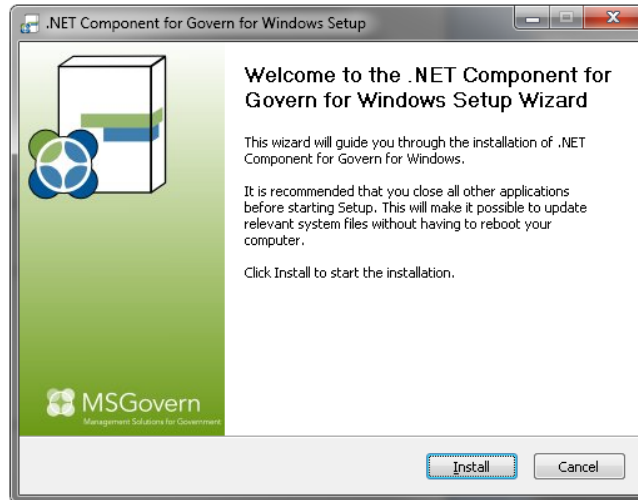 .NET Component for Govern for Windows Setup
Welcome to the .NET Component for
Govern for Windows Setup Wizard
This wizard will guide you through the installation of .NET
Component for Govern for Windows.
It is recommended that you close all other applications
before starting Setup. This will make it possible to update
relevant system files without having to reboot your
computer.
Click Install to start the installation.
MSGovern
Management Solutions for Government
Install
Cancel